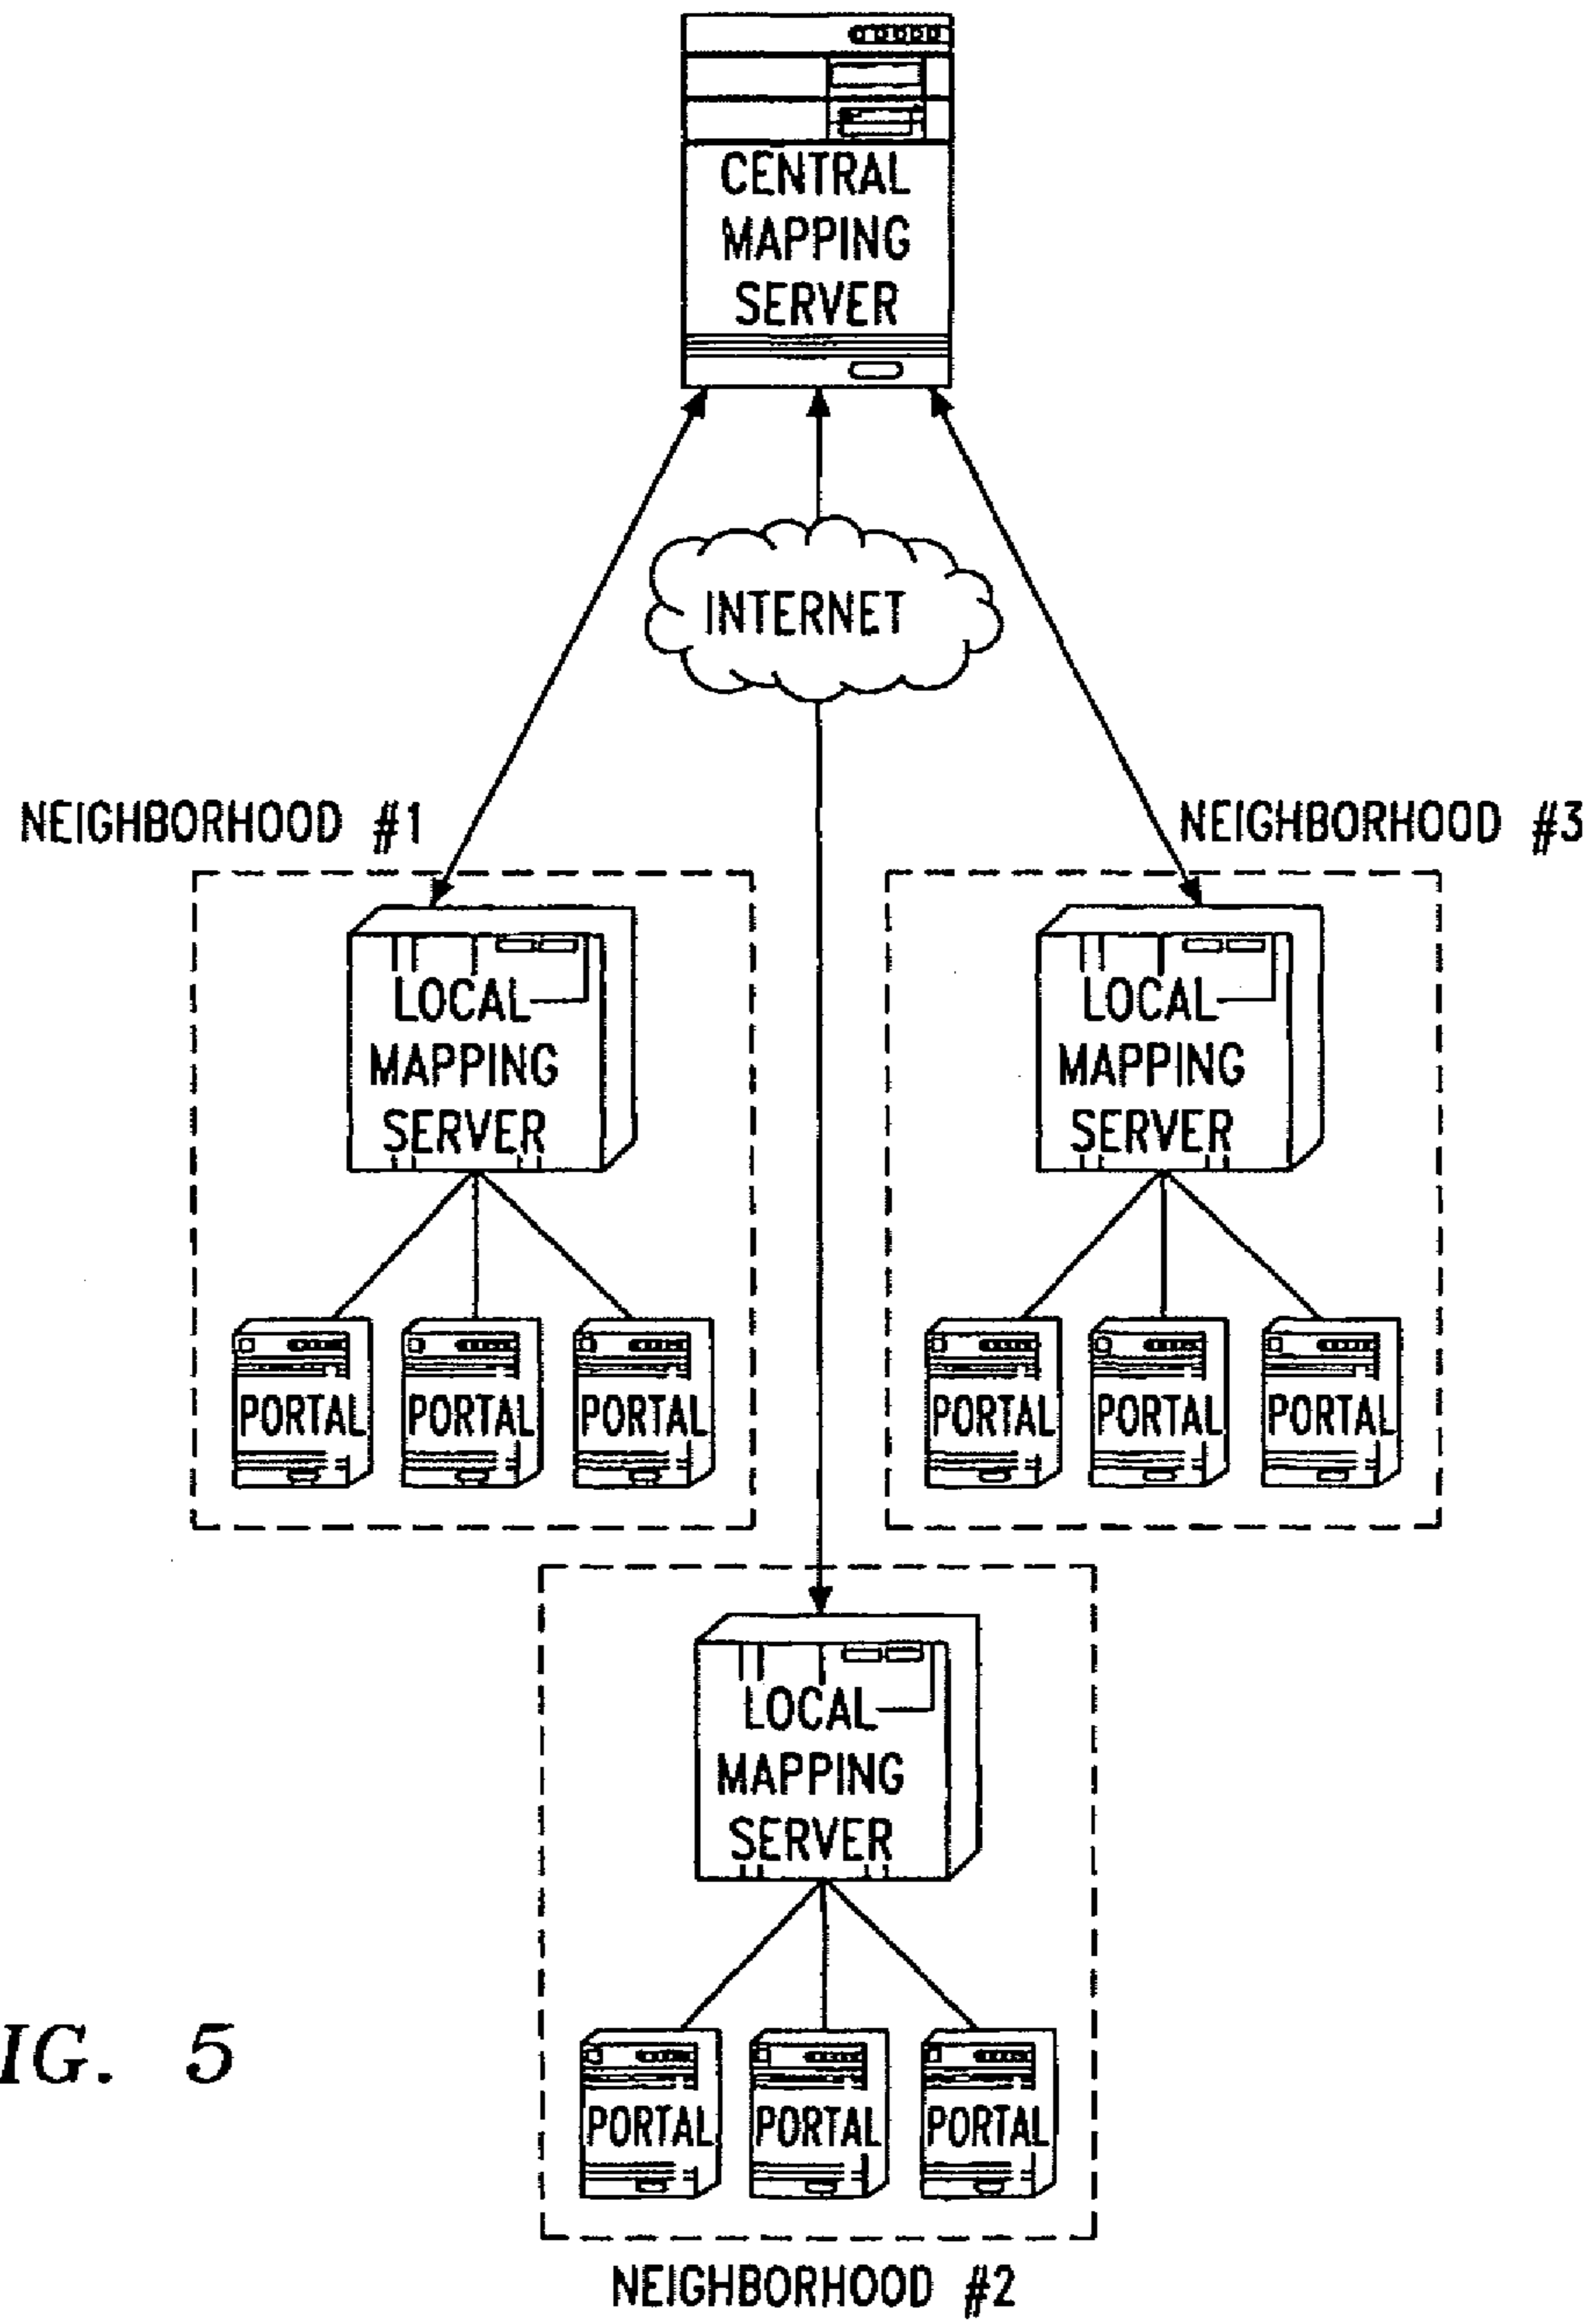 CENTRAL
MAPPING
SERVER
INTERNET
NEIGHBORHOOD #1
NEIGHBORHOOD #3
LOCAL
MAPPING
SERVER
LOCAL
MAPPING
SERVER
PORTAL
PORTAL
PORTAL
PORTAL
PORTAL
PORTAL
LOCAL
MAPPING
SERVER
PORTAL
PORTAL
PORTAL
IG. 5
NEIGHBORHOOD #2